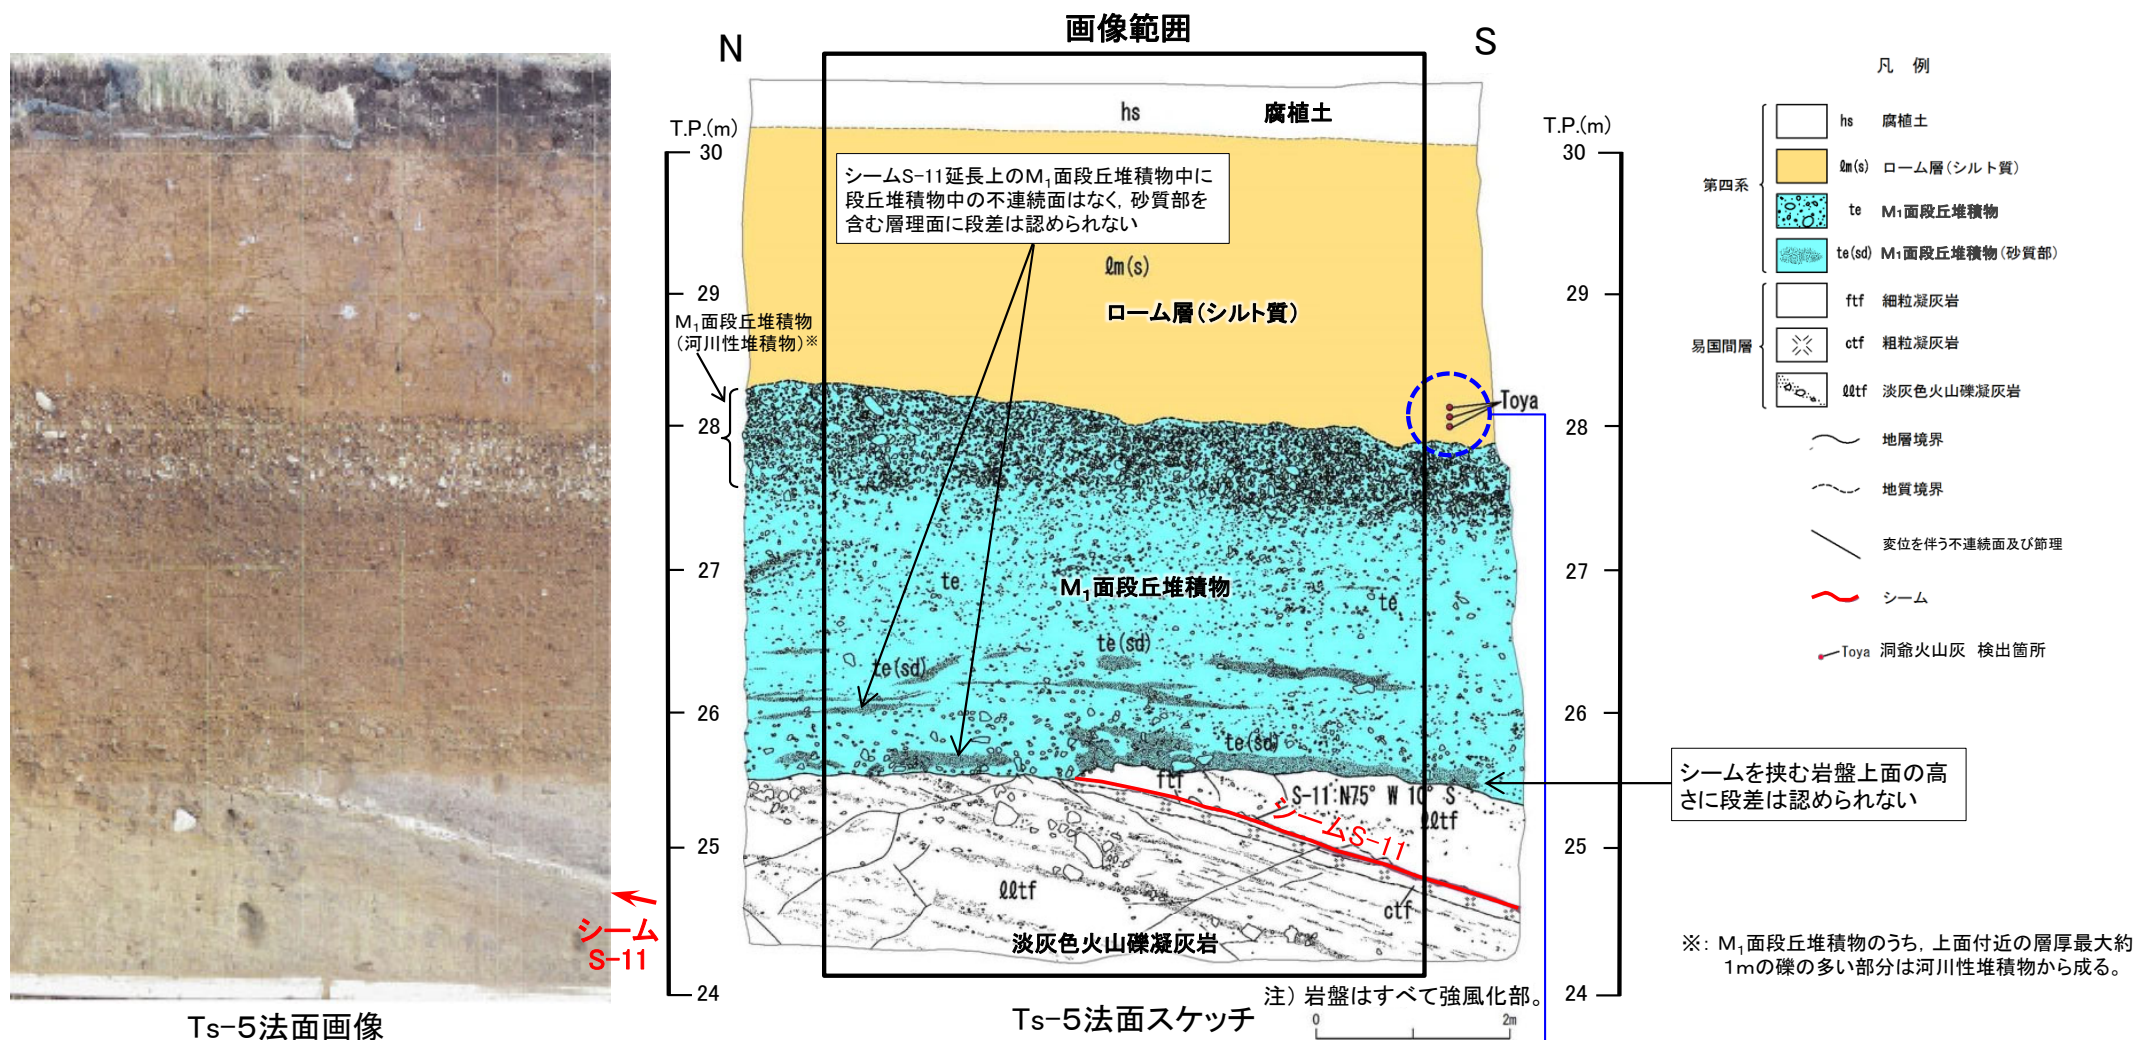 画像範囲
N
S
T.P.(m)
30
29
28
27
26
25
24
T.P.(m)
30
29
28
27
26
25
24
hs
腐植土
シームS-11延長上のM₁面段丘堆積物中に
段丘堆積物中の不連続面はなく，砂質部を
含む層理面に段差は認められない
ℓm(s)
ローム層(シルト質)
M₁面段丘堆積物
(河川性堆積物)※
Toya
te
M₁面段丘堆積物
te
te(sd)
te(sd)
te(sd)
ftf
S-11:N75° W 10° S
シームS-11
ℓℓtf
ℓℓtf
ctf
淡灰色火山礫凝灰岩
シーム
S-11
シームを挟む岩盤上面の高
さに段差は認められない
注) 岩盤はすべて強風化部。
0
2m
Ts-5法面画像
Ts-5法面スケッチ
凡 例
第四系
hs 腐植土
ℓm(s) ローム層(シルト質)
te M₁面段丘堆積物
te(sd) M₁面段丘堆積物(砂質部)
易国間層
ftf 細粒凝灰岩
ctf 粗粒凝灰岩
ℓℓtf 淡灰色火山礫凝灰岩
地層境界
地質境界
変位を伴う不連続面及び節理
シーム
Toya 洞爺火山灰 検出箇所
※: M₁面段丘堆積物のうち，上面付近の層厚最大約
1mの礫の多い部分は河川性堆積物から成る。